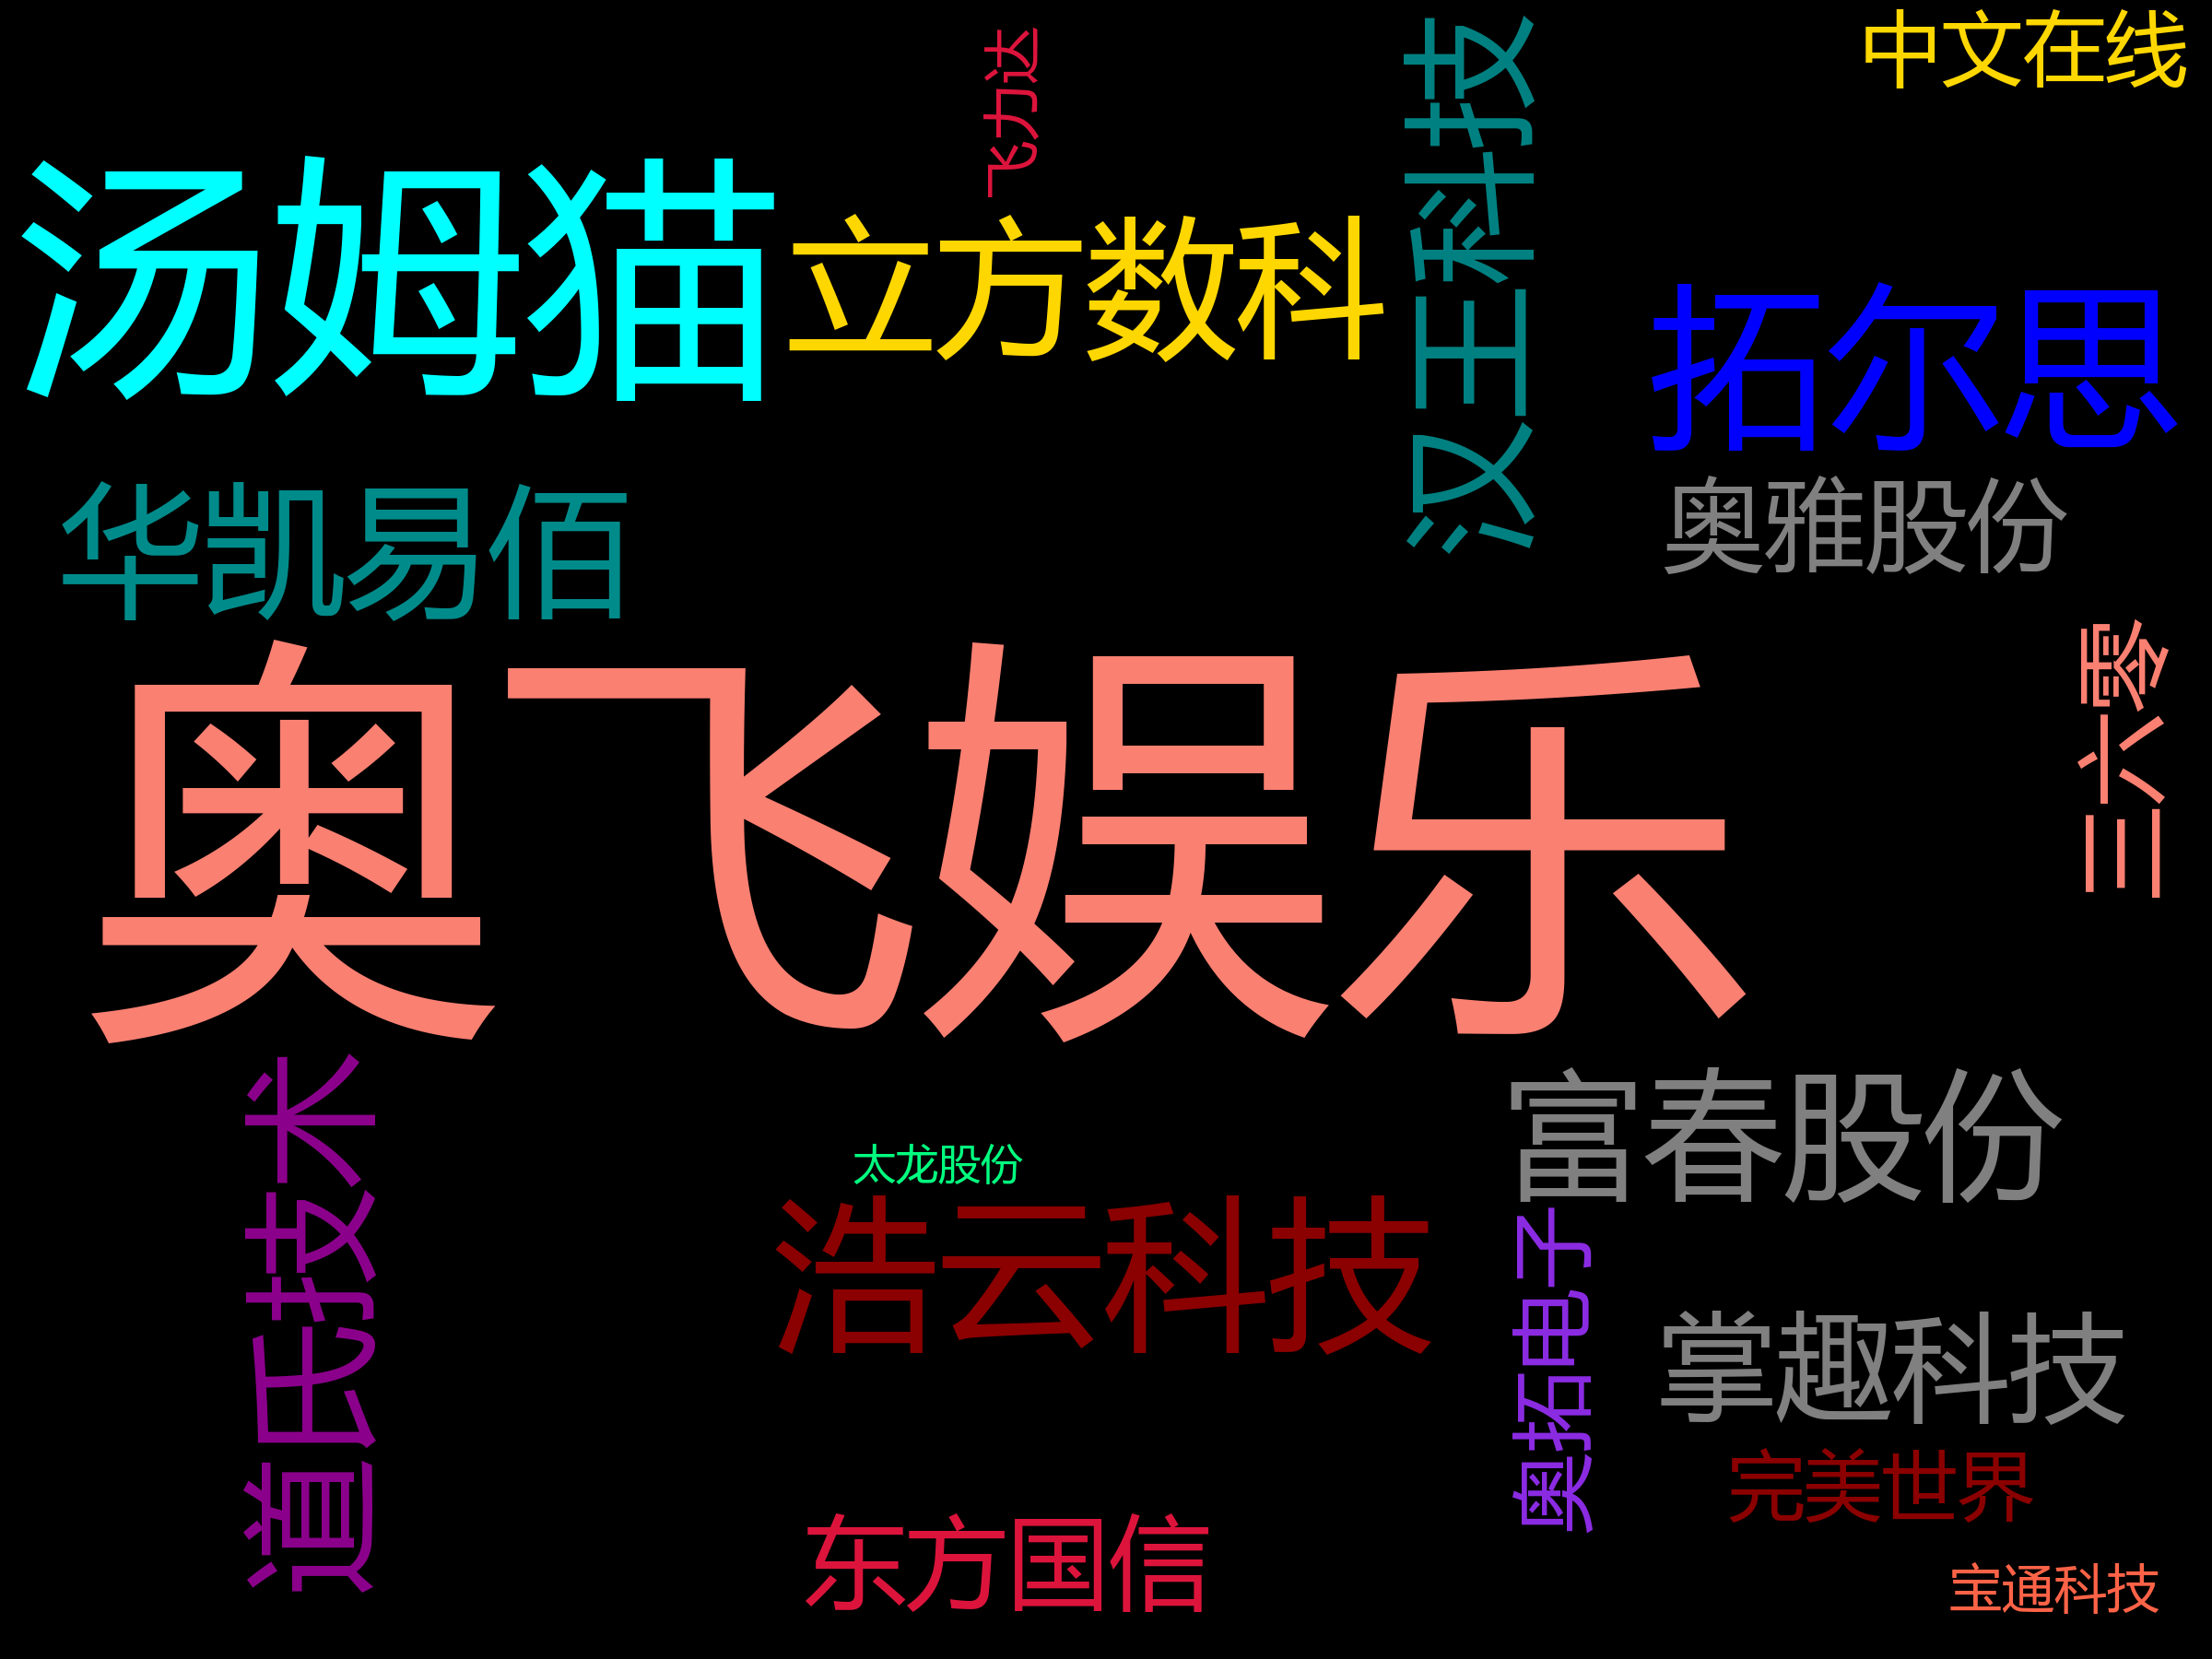 中文在线
飞力达
汉王科技
汤姆猫
立方数科
拓尔思
奥雅股份
华凯易佰
三六零
奥飞娱乐
道氏技术
富春股份
太龙股份
浩云科技
奥拓电子
掌趣科技
完美世界
东方国信
宝通科技